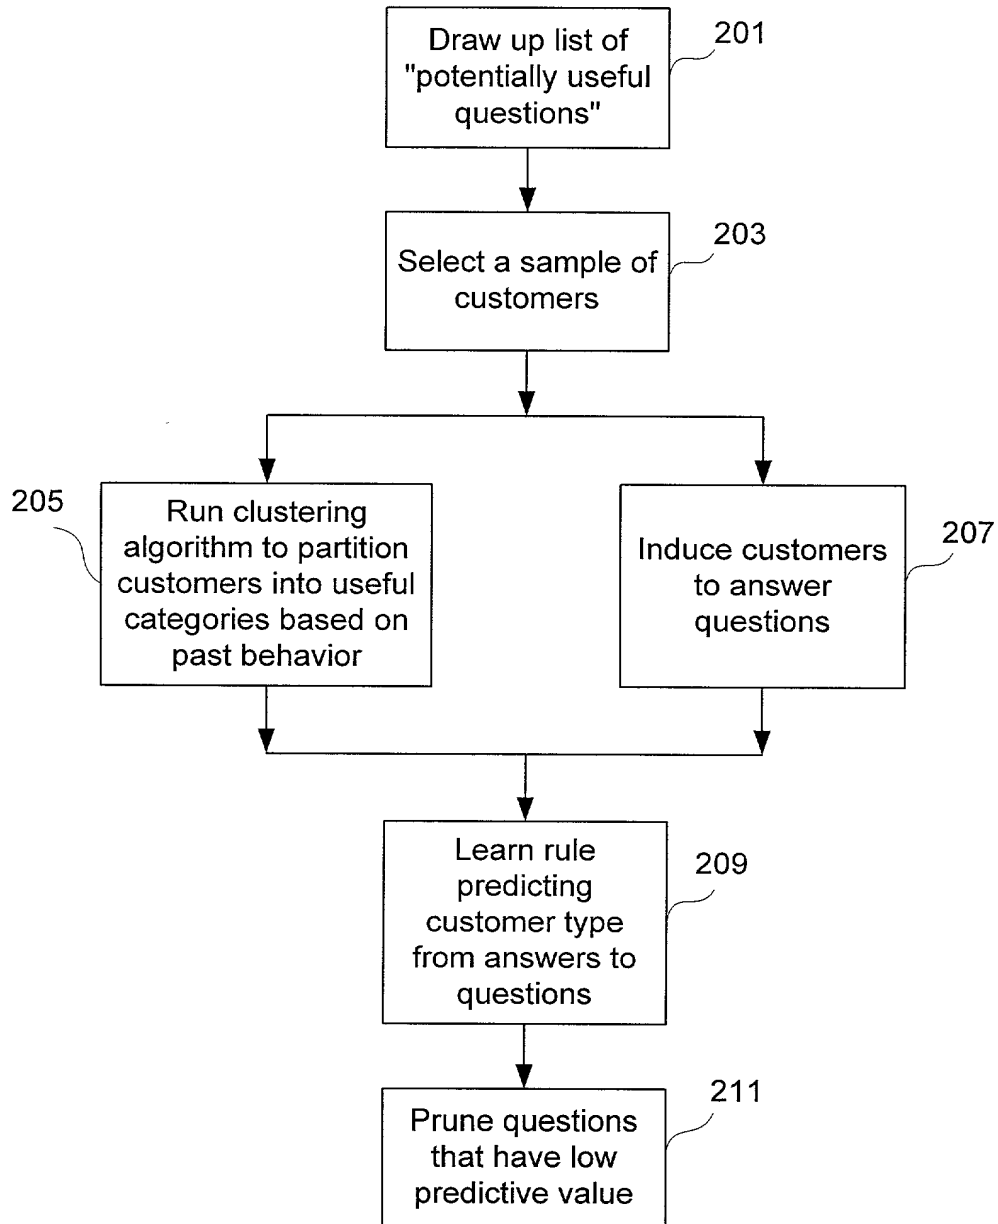 Draw up list of
"potentially useful
questions"
201
Select a sample of
customers
203
205
Run clustering
algorithm to partition
customers into useful
categories based on
past behavior
Induce customers
to answer
questions
207
Learn rule
predicting
customer type
from answers to
questions
209
Prune questions
that have low
predictive value
211